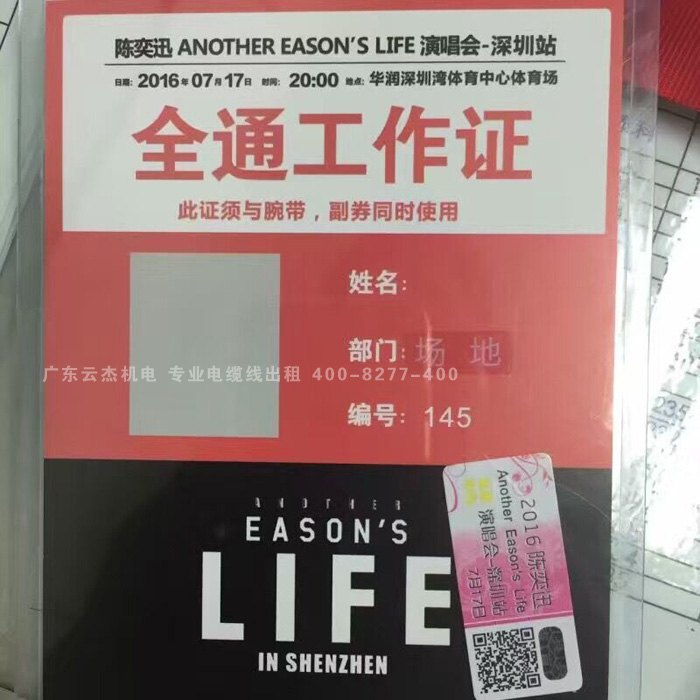 陈奕迅 ANOTHER EASON'S LIFE 演唱会-深圳站
日期: 2016年07月17日 时间: 20:00 地点: 华润深圳湾体育中心体育场
全通工作证
此证须与腕带，副券同时使用
姓名:
部门: 场地
广东云杰机电 专业电缆线出租 400-8277-400
编号: 145
ANOTHER
EASON'S
LIFE
IN SHENZHEN
2016 陈奕迅
Another Eason's Life
演唱会-深圳站
7月17日